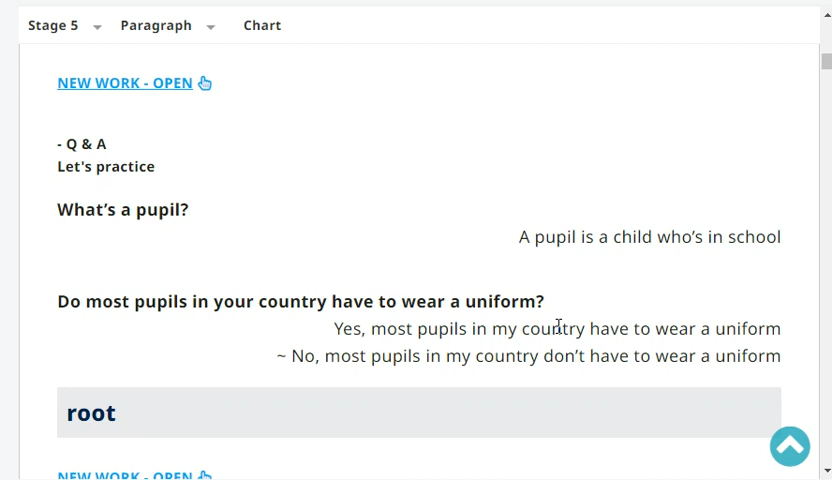 Stage 5 Paragraph Chart
NEW WORK - OPEN
- Q & A
Let's practice
What’s a pupil?
A pupil is a child who’s in school
Do most pupils in your country have to wear a uniform?
Yes, most pupils in my country have to wear a uniform
~ No, most pupils in my country don’t have to wear a uniform
root
NEW WORK - OPEN